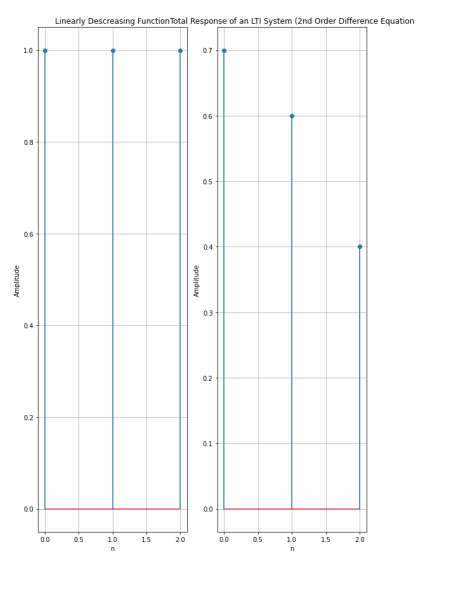 Linearly Descreasing FunctionTotal Response of an LTI System (2nd Order Difference Equation
1.0
0.8
0.6
0.4
0.2
0.0
Amplitude
0.0 0.5 1.0 1.5 2.0
n
0.7
0.6
0.5
0.4
0.3
0.2
0.1
0.0
Amplitude
0.0 0.5 1.0 1.5 2.0
n